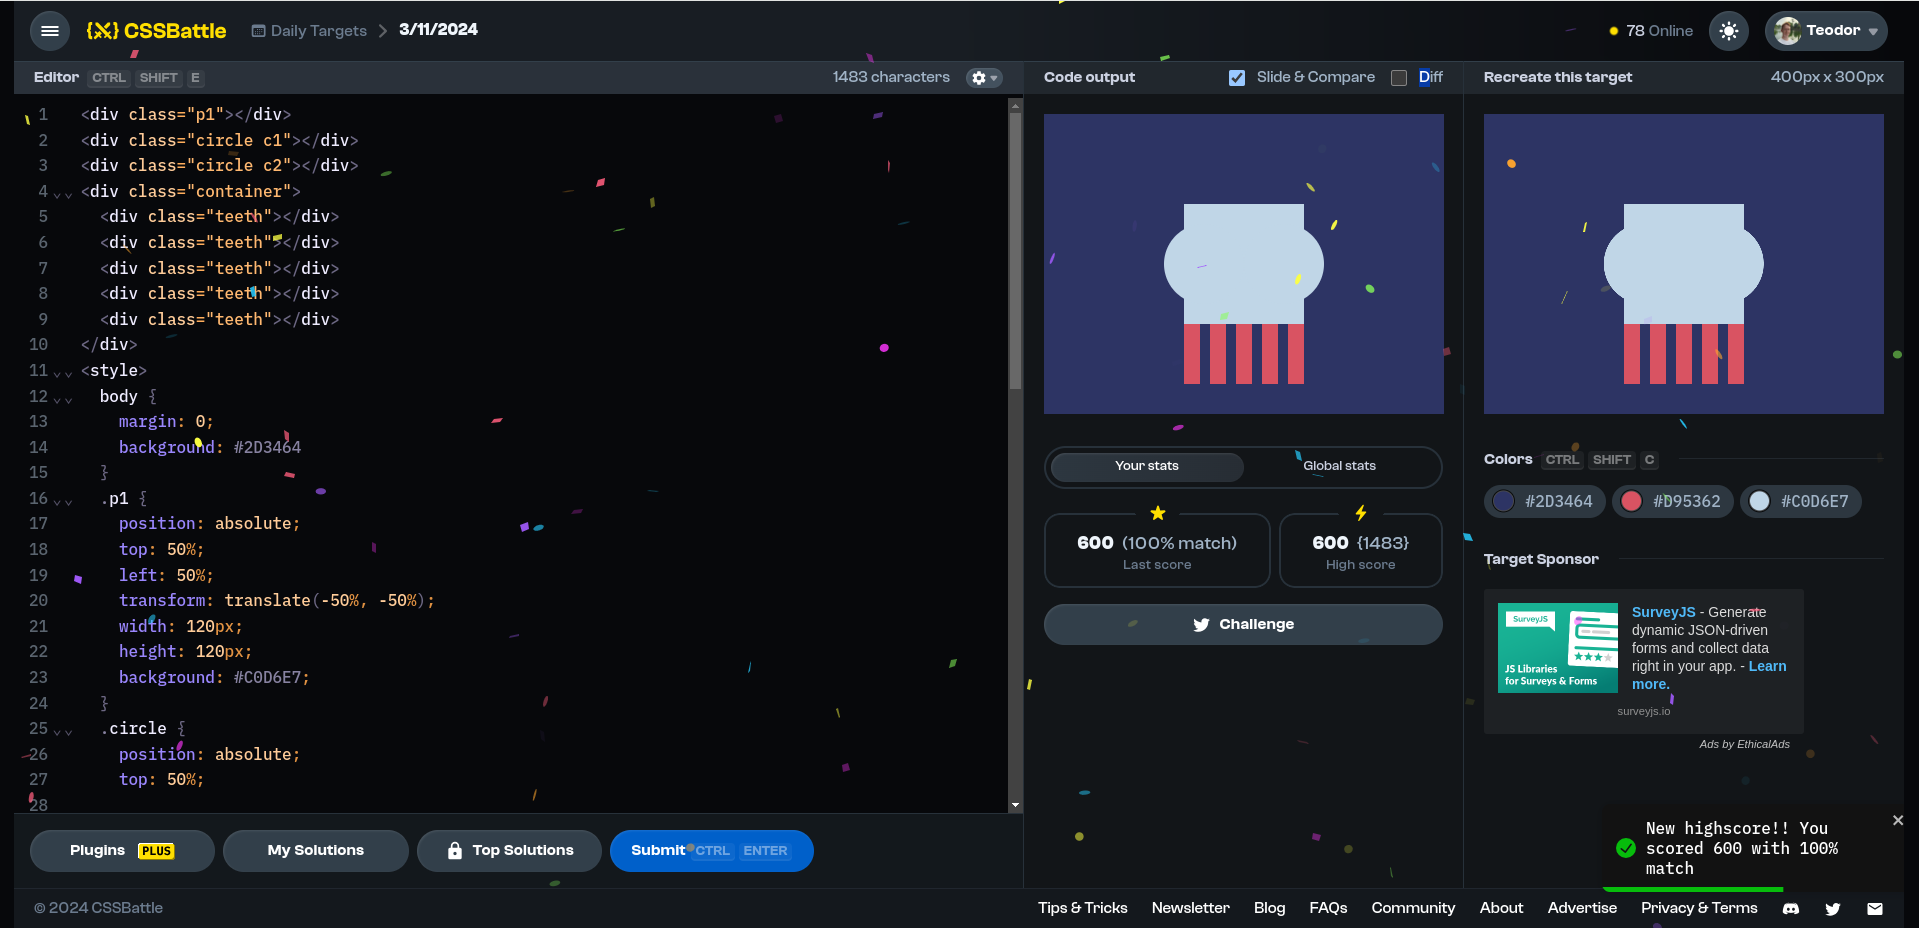 CSSBattle
Daily Targets
3/11/2024
78 Online
Teodor
Editor CTRL SHIFT E
1483 characters
1 <div class="p1"></div>
2 <div class="circle c1"></div>
3 <div class="circle c2"></div>
4 <div class="container">
5 <div class="teeth"></div>
6 <div class="teeth"></div>
7 <div class="teeth"></div>
8 <div class="teeth"></div>
9 <div class="teeth"></div>
10 </div>
11 <style>
12 body {
13 margin: 0;
14 background: #2D3464
15 }
16 .p1 {
17 position: absolute;
18 top: 50%;
19 left: 50%;
20 transform: translate(-50%, -50%);
21 width: 120px;
22 height: 120px;
23 background: #C0D6E7;
24 }
25 .circle {
26 position: absolute;
27 top: 50%;
28
Plugins PLUS
My Solutions
Top Solutions
Submit CTRL ENTER
Code output
Slide & Compare
Diff
Your stats
Global stats
600 (100% match)
Last score
600 {1483}
High score
Challenge
Recreate this target
400px x 300px
Colors CTRL SHIFT C
#2D3464
#D95362
#C0D6E7
Target Sponsor
SurveyJS
JS Libraries
for Surveys & Forms
SurveyJS - Generate
dynamic JSON-driven
forms and collect data
right in your app. - Learn
more.
surveyjs.io
Ads by EthicalAds
New highscore!! You
scored 600 with 100%
match
© 2024 CSSBattle
Tips & Tricks
Newsletter
Blog
FAQs
Community
About
Advertise
Privacy & Terms